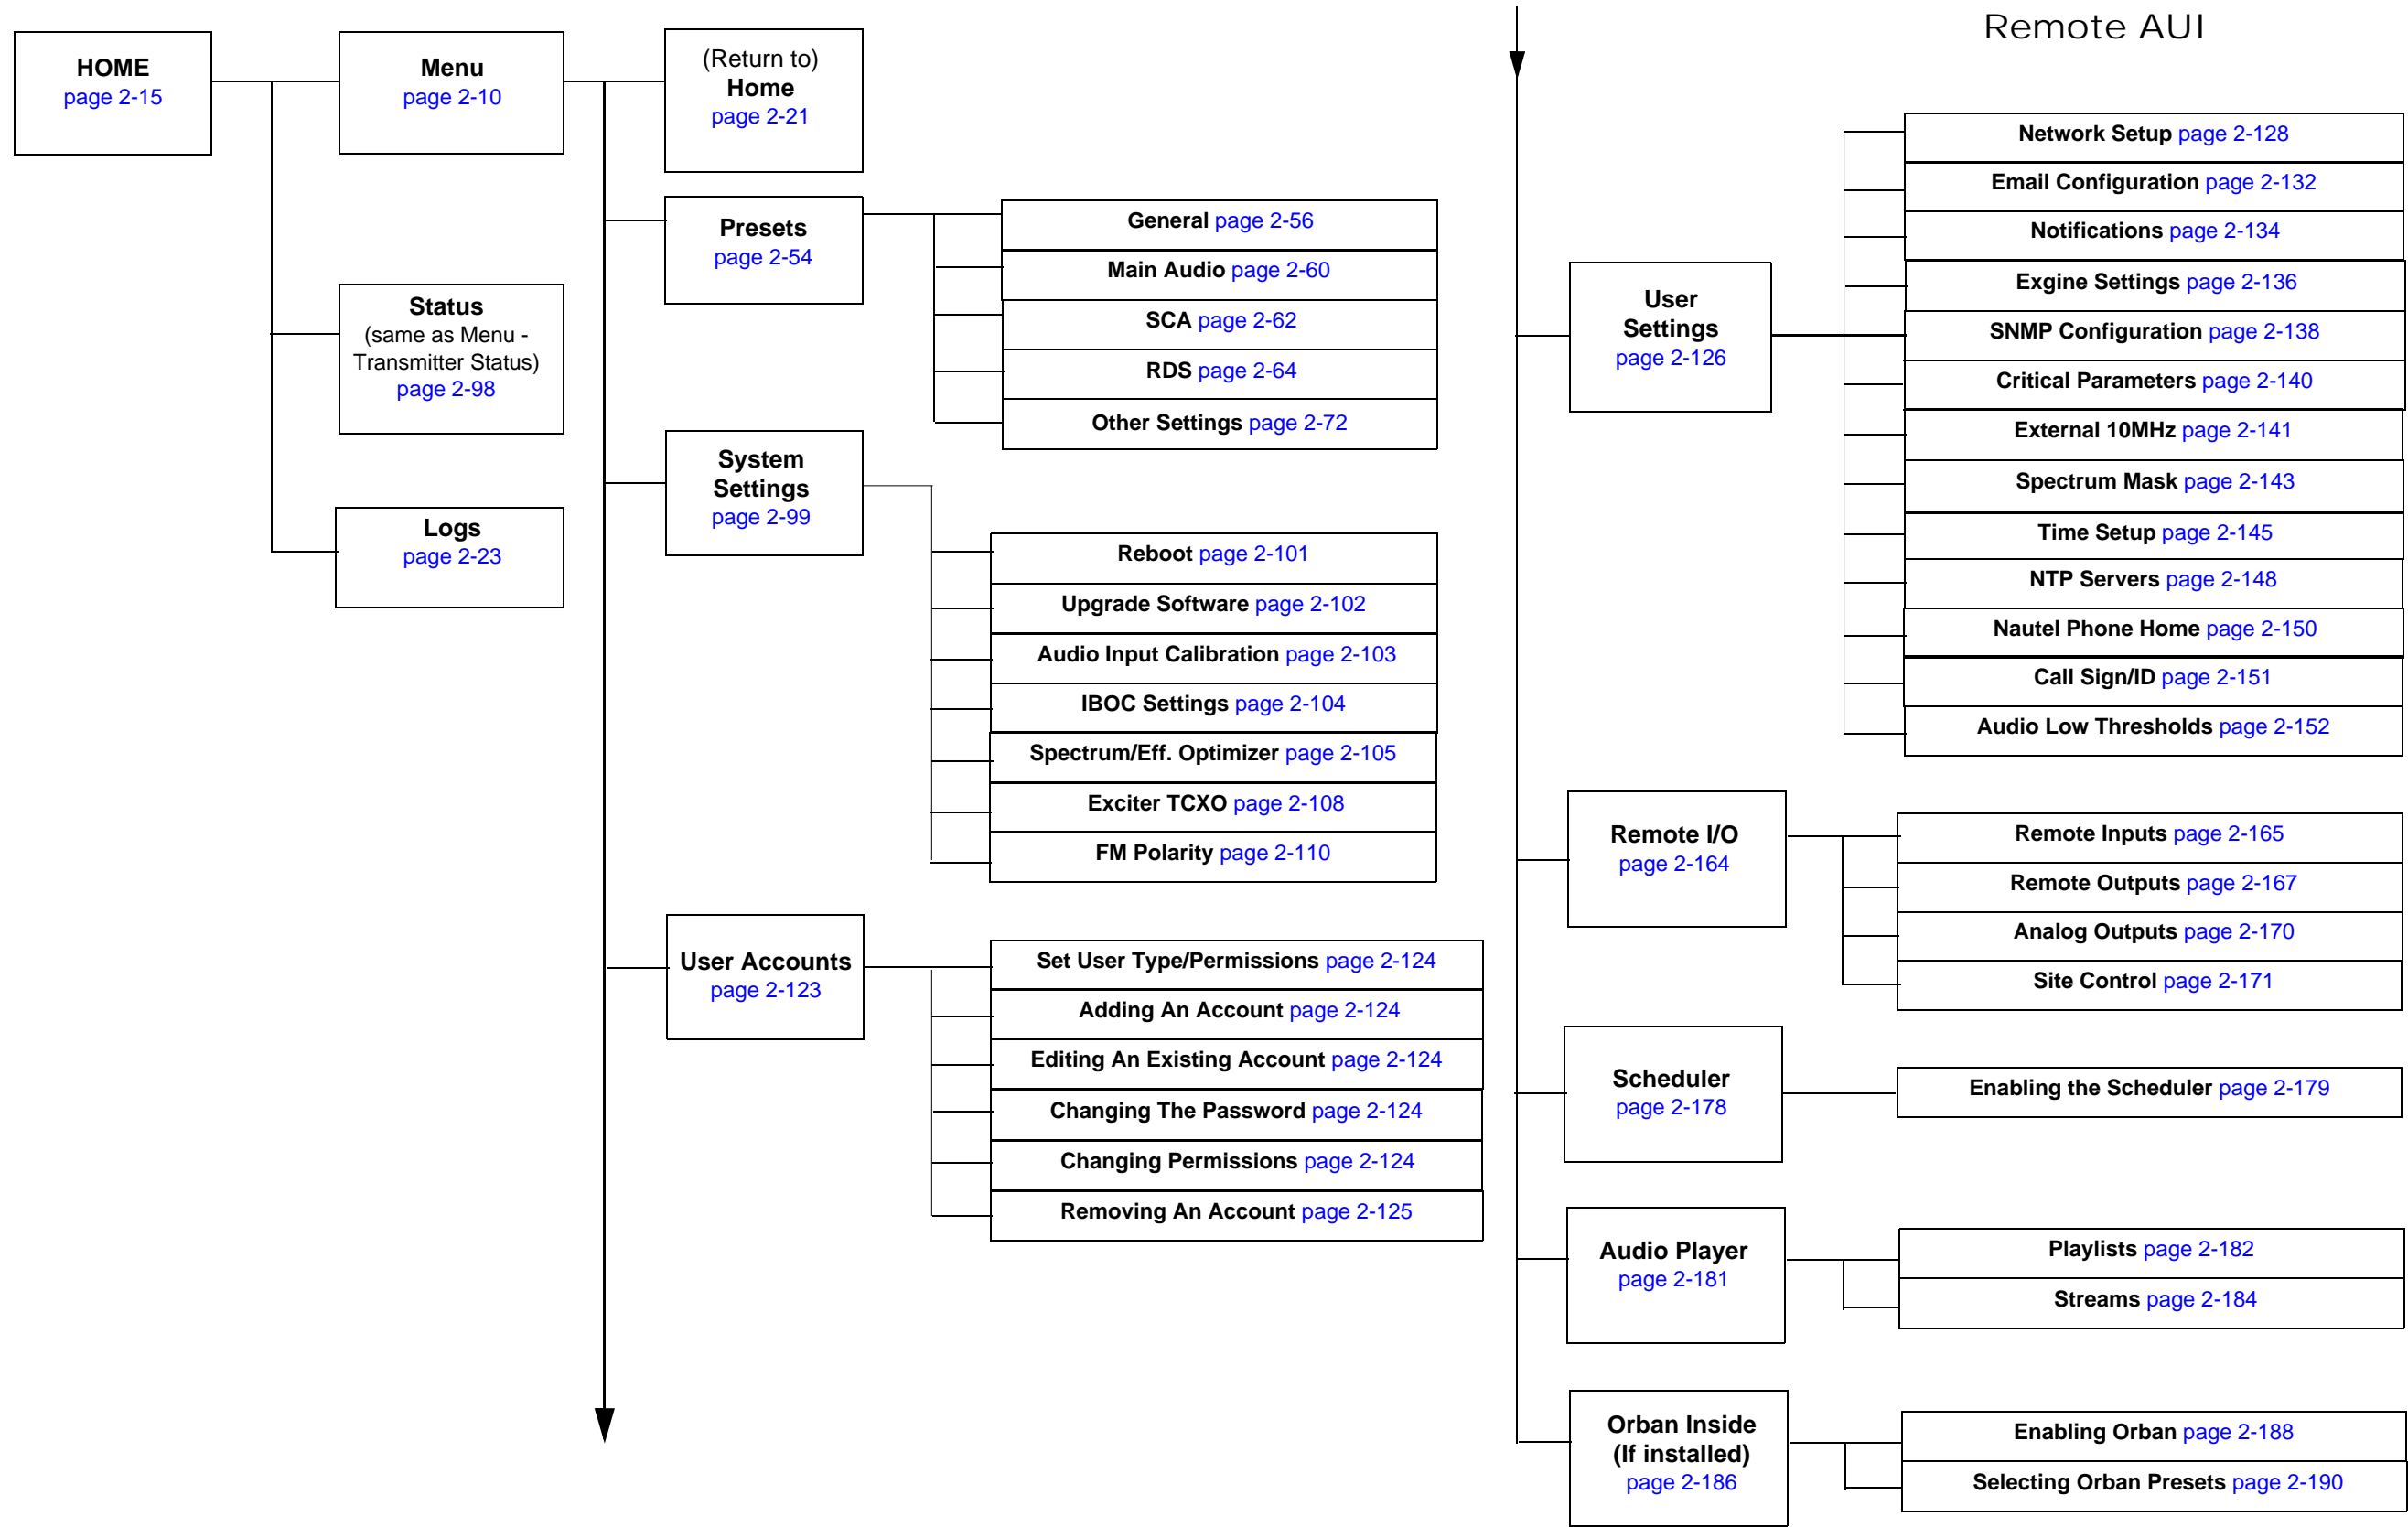 Remote AUI
HOME
page 2-15
Menu
page 2-10
(Return to)
Home
page 2-21
Status
(same as Menu -
Transmitter Status)
page 2-98
Logs
page 2-23
Presets
page 2-54
General page 2-56
Main Audio page 2-60
SCA page 2-62
RDS page 2-64
Other Settings page 2-72
System
Settings
page 2-99
Reboot page 2-101
Upgrade Software page 2-102
Audio Input Calibration page 2-103
IBOC Settings page 2-104
Spectrum/Eff. Optimizer page 2-105
Exciter TCXO page 2-108
FM Polarity page 2-110
User Accounts
page 2-123
Set User Type/Permissions page 2-124
Adding An Account page 2-124
Editing An Existing Account page 2-124
Changing The Password page 2-124
Changing Permissions page 2-124
Removing An Account page 2-125
User
Settings
page 2-126
Network Setup page 2-128
Email Configuration page 2-132
Notifications page 2-134
Exgine Settings page 2-136
SNMP Configuration page 2-138
Critical Parameters page 2-140
External 10MHz page 2-141
Spectrum Mask page 2-143
Time Setup page 2-145
NTP Servers page 2-148
Nautel Phone Home page 2-150
Call Sign/ID page 2-151
Audio Low Thresholds page 2-152
Remote I/O
page 2-164
Remote Inputs page 2-165
Remote Outputs page 2-167
Analog Outputs page 2-170
Site Control page 2-171
Scheduler
page 2-178
Enabling the Scheduler page 2-179
Audio Player
page 2-181
Playlists page 2-182
Streams page 2-184
Orban Inside
(If installed)
page 2-186
Enabling Orban page 2-188
Selecting Orban Presets page 2-190